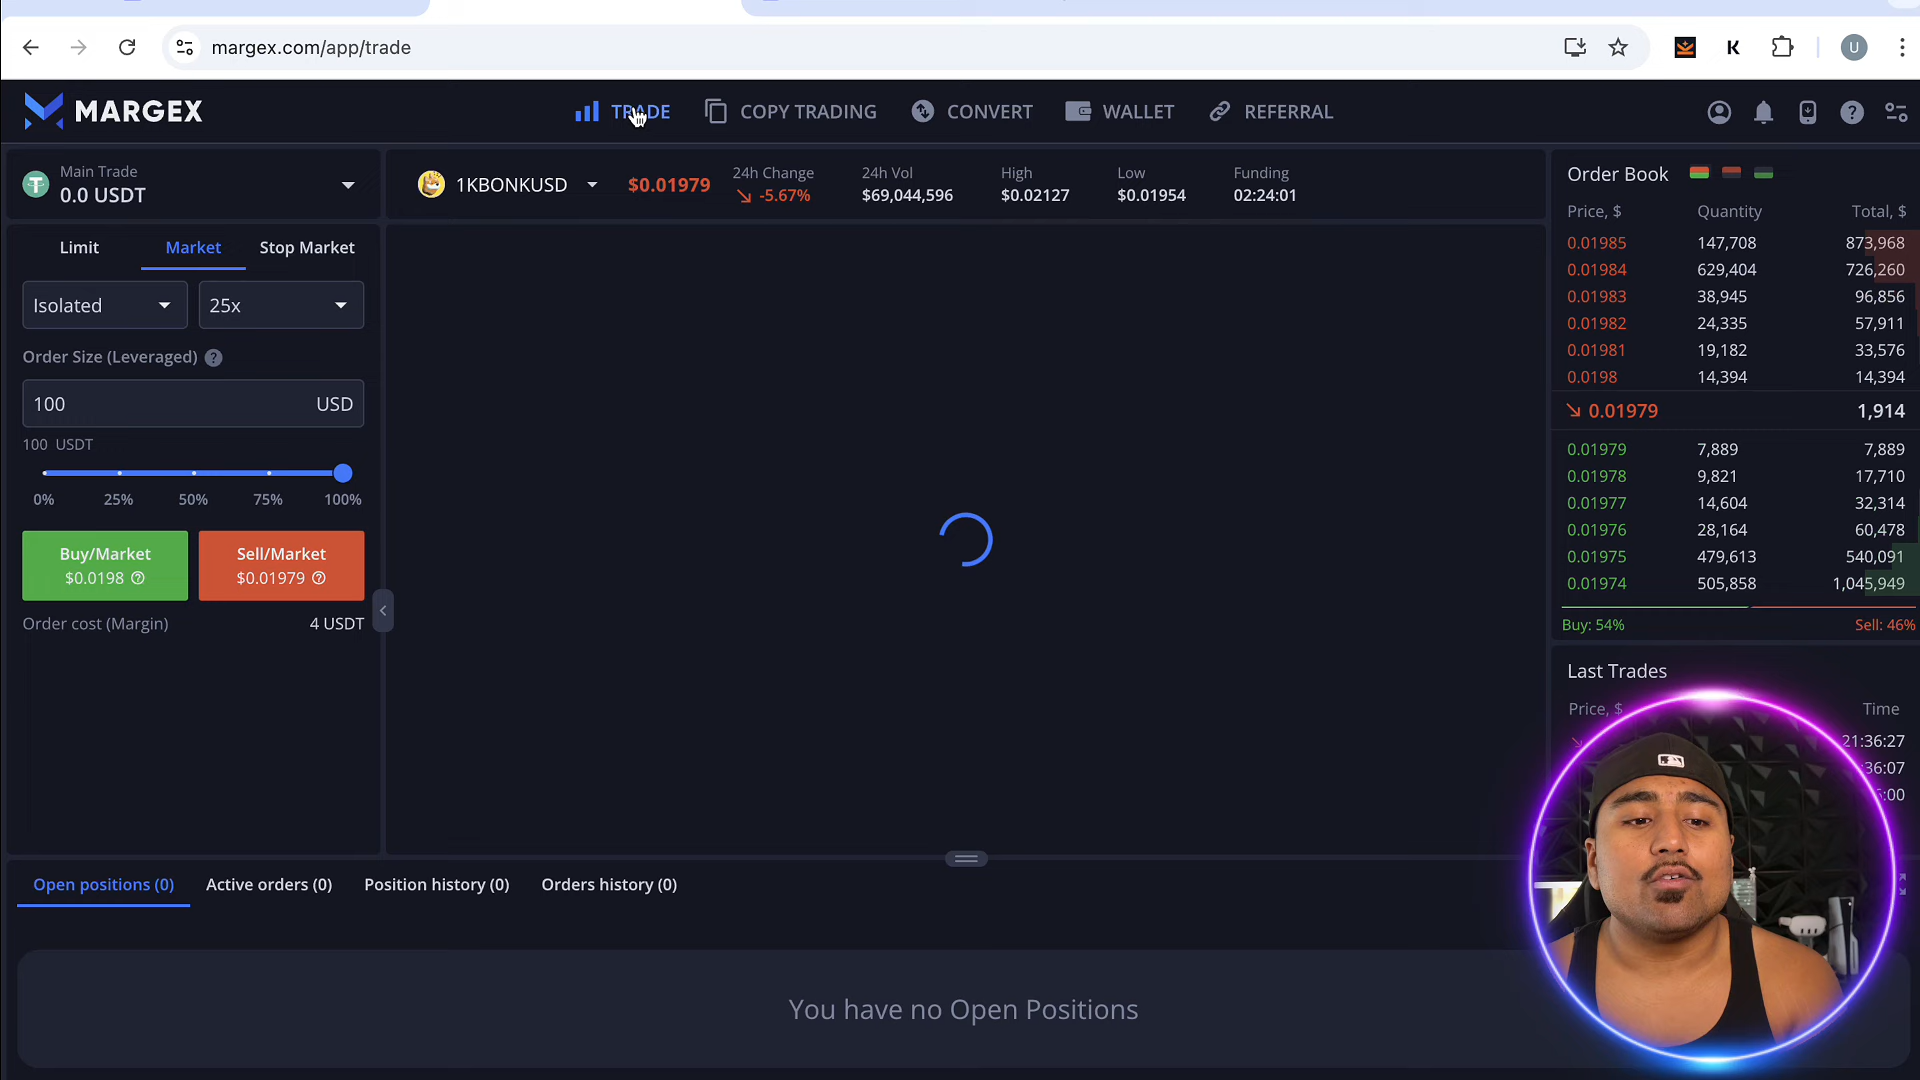 margex.com/app/trade
K
U
MARGEX
TRADE
COPY TRADING
CONVERT
WALLET
REFERRAL
Main Trade
0.0 USDT
1KBONKUSD
$0.01979
24h Change
-5.67%
24h Vol
$69,044,596
High
$0.02127
Low
$0.01954
Funding
02:24:01
Limit
Market
Stop Market
Isolated
25x
Order Size (Leveraged)
100 USD
100 USDT
0% 25% 50% 75% 100%
Buy/Market
$0.0198
Sell/Market
$0.01979
Order cost (Margin) 4 USDT
Order Book
Price, $ Quantity Total, $
0.01985 147,708 873,968
0.01984 629,404 726,260
0.01983 38,945 96,856
0.01982 24,335 57,911
0.01981 19,182 33,576
0.0198 14,394 14,394
0.01979 1,914
0.01979 7,889 7,889
0.01978 9,821 17,710
0.01977 14,604 32,314
0.01976 28,164 60,478
0.01975 479,613 540,091
0.01974 505,858 1,045,949
Buy: 54% Sell: 46%
Last Trades
Price, $ Time
21:36:27
:36:07
:00
Open positions (0)
Active orders (0)
Position history (0)
Orders history (0)
You have no Open Positions